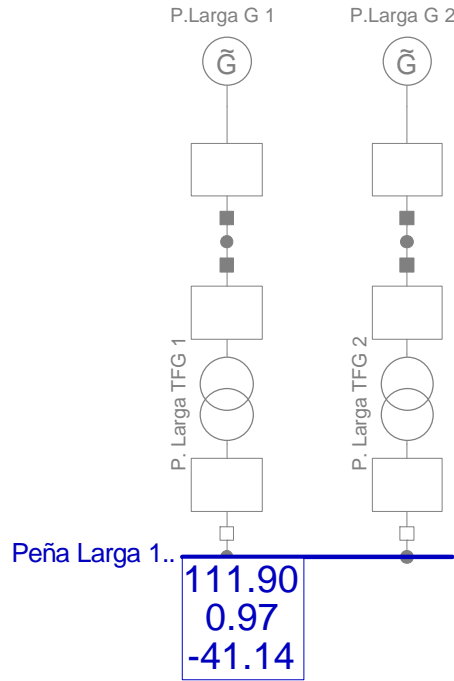 P.Larga G 1
P.Larga G 2
G̃
G̃
P. Larga TFG 1
P. Larga TFG 2
Peña Larga 1..
111.90
0.97
-41.14